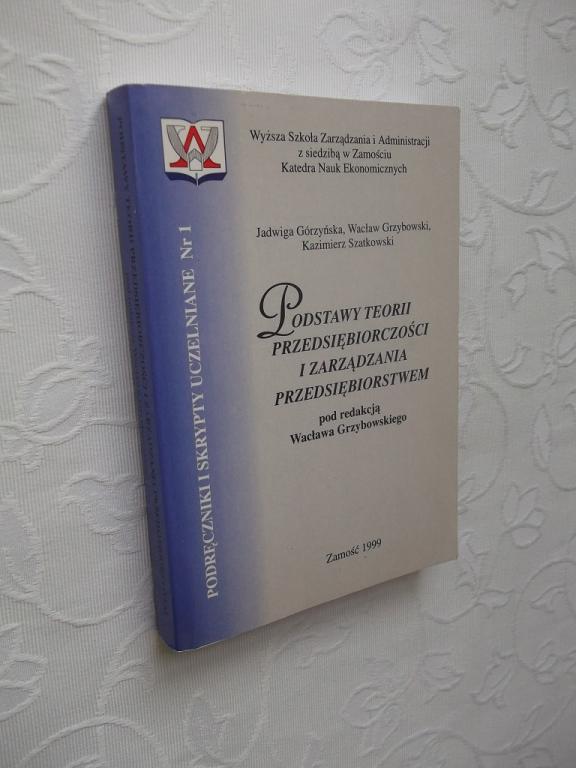 Wyższa Szkoła Zarządzania i Administracji
z siedzibą w Zamościu
Katedra Nauk Ekonomicznych
Jadwiga Górzyńska, Wacław Grzybowski,
Kazimierz Szatkowski
PODSTAWY TEORII
PRZEDSIĘBIORCZOŚCI
I ZARZĄDZANIA
PRZEDSIĘBIORSTWEM
pod redakcją
Wacława Grzybowskiego
Zamość 1999
PODRĘCZNIKI I SKRYPTY UCZELNIANE Nr 1